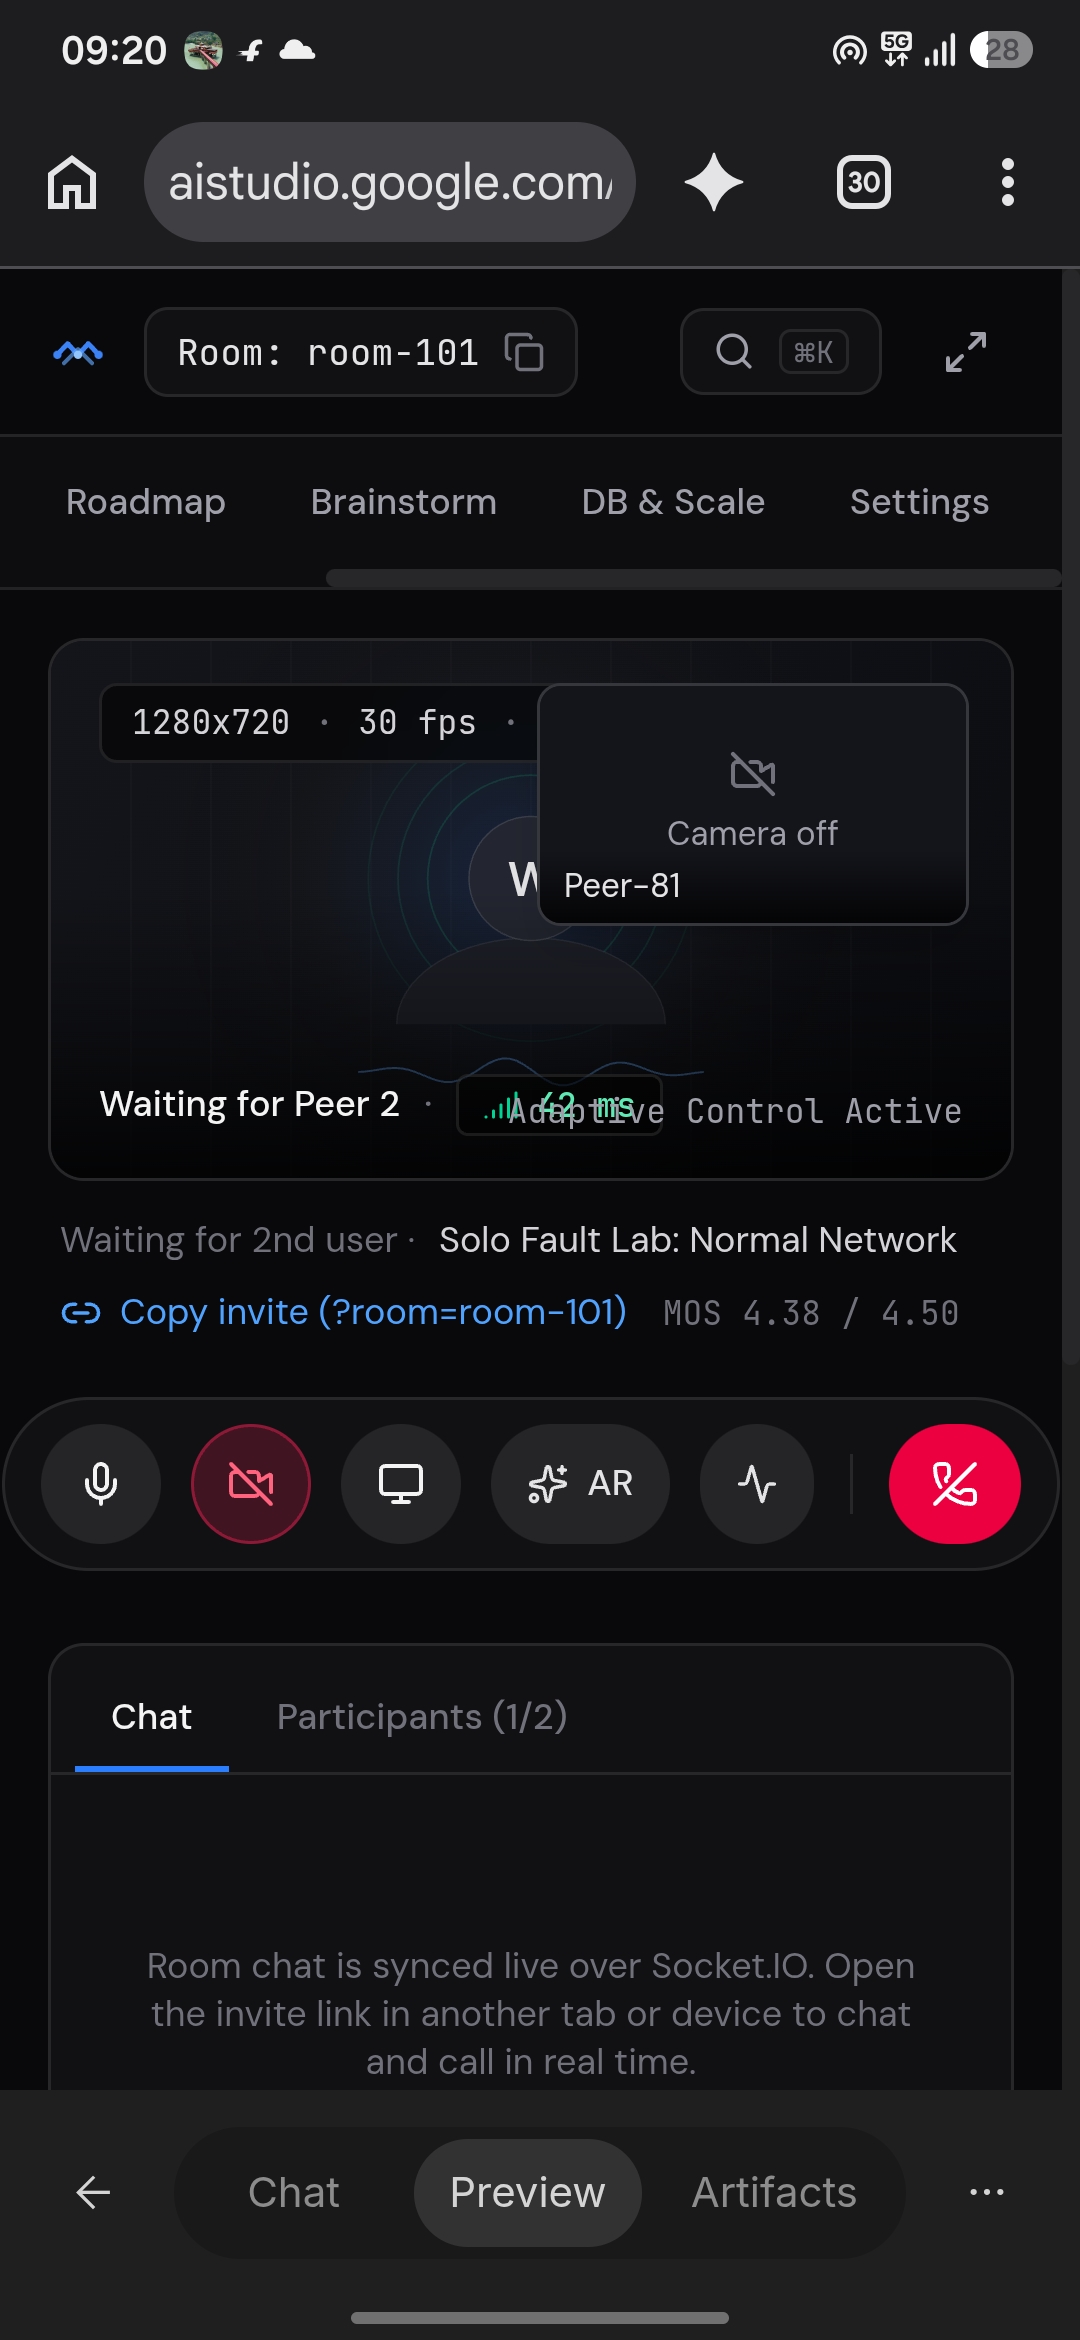 09:20
5G
28
aistudio.google.com/
30
Room: room-101
⌘K
Roadmap
Brainstorm
DB & Scale
Settings
1280x720 · 30 fps ·
Camera off
Peer-81
W
Waiting for Peer 2 ·
42 ms
Adaptive Control Active
Waiting for 2nd user · Solo Fault Lab: Normal Network
Copy invite (?room=room-101)
MOS 4.38 / 4.50
AR
Chat
Participants (1/2)
Room chat is synced live over Socket.IO. Open
the invite link in another tab or device to chat
and call in real time.
Chat
Preview
Artifacts